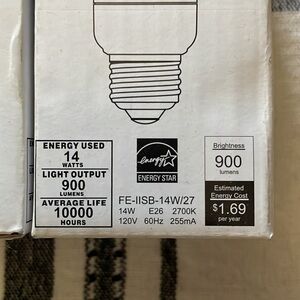 ENERGY USED
14
WATTS
LIGHT OUTPUT
900
LUMENS
AVERAGE LIFE
10000
HOURS
energy
ENERGY STAR
FE-IISB-14W/27
14W E26 2700K
120V 60Hz 255mA
Brightness
900
lumens
Estimated
Energy Cost
$1.69
per year